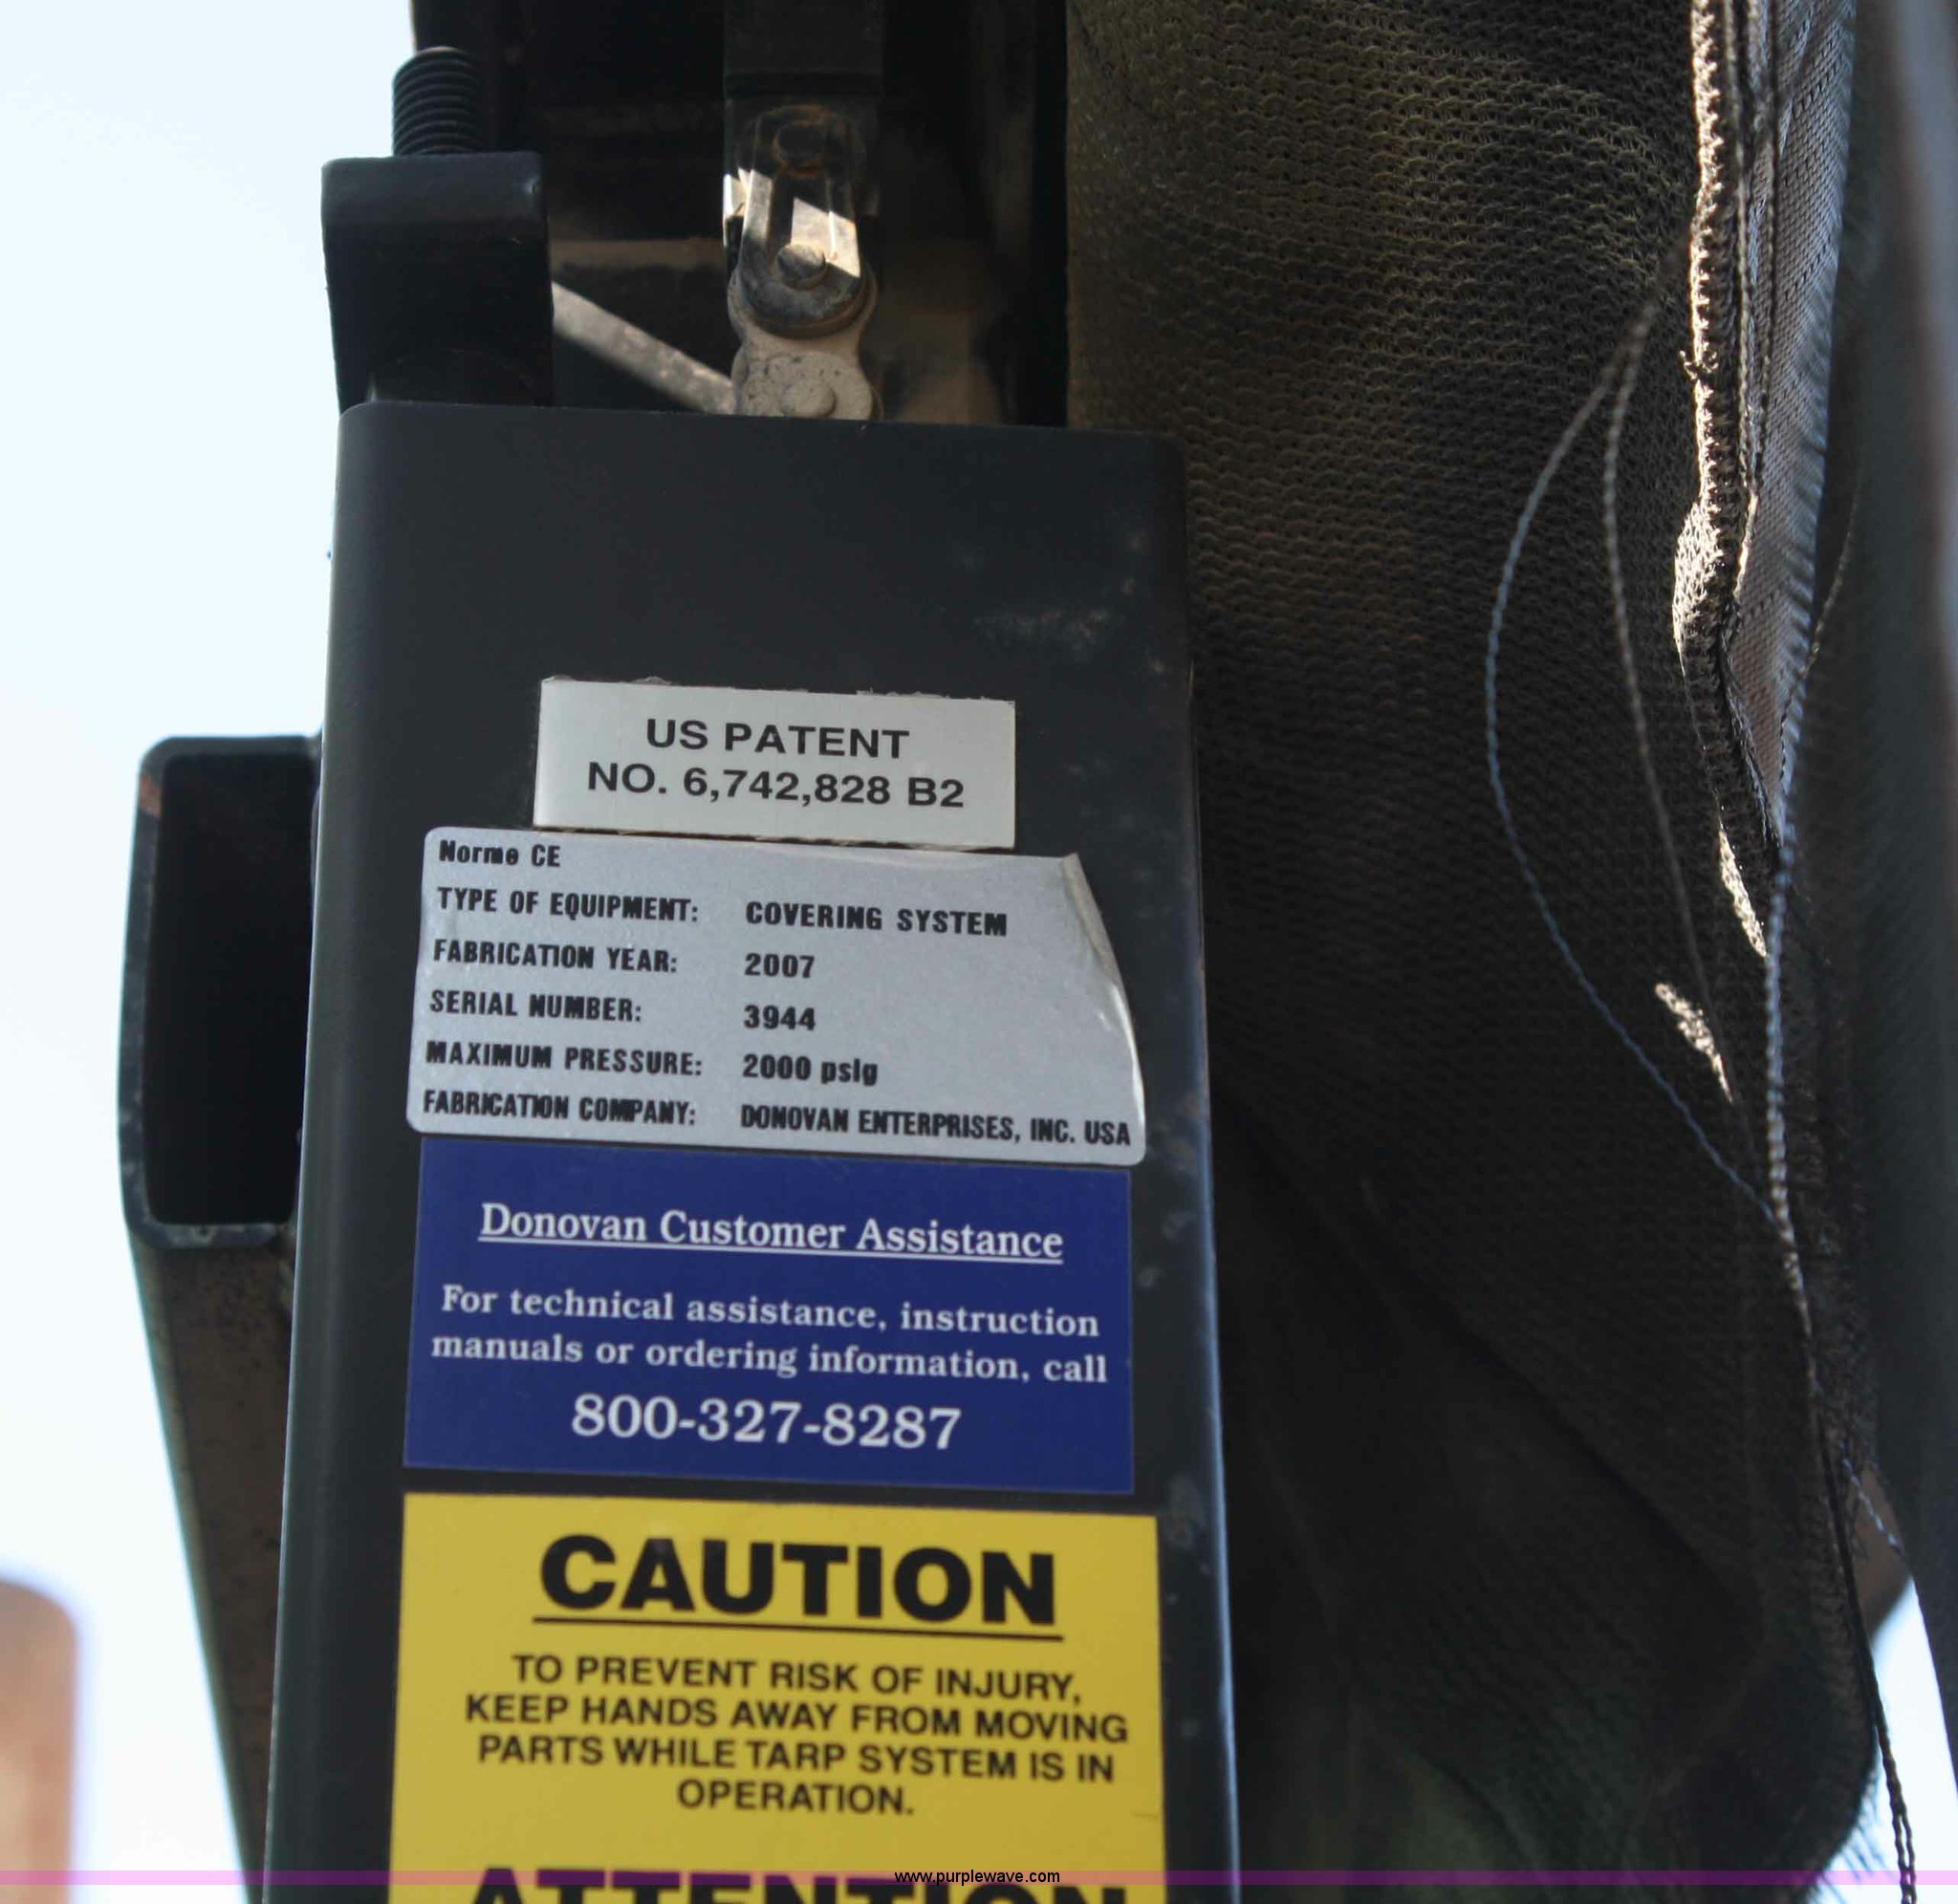 US PATENT
NO. 6,742,828 B2
Norme CE
TYPE OF EQUIPMENT: COVERING SYSTEM
FABRICATION YEAR: 2007
SERIAL NUMBER: 3944
MAXIMUM PRESSURE: 2000 psig
FABRICATION COMPANY: DONOVAN ENTERPRISES, INC. USA
Donovan Customer Assistance
For technical assistance, instruction
manuals or ordering information, call
800-327-8287
CAUTION
TO PREVENT RISK OF INJURY,
KEEP HANDS AWAY FROM MOVING
PARTS WHILE TARP SYSTEM IS IN
OPERATION.
ATTENTION
www.purplewave.com